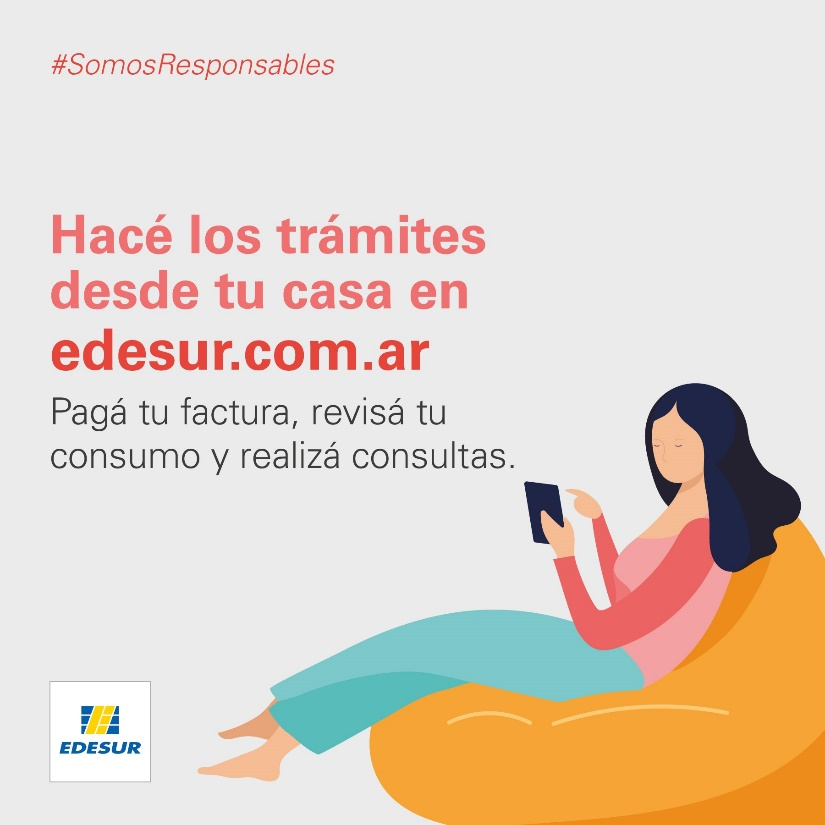 #SomosResponsables
Hacé los trámites
desde tu casa en
edesur.com.ar
Pagá tu factura, revisá tu
consumo y realizá consultas.
EDESUR